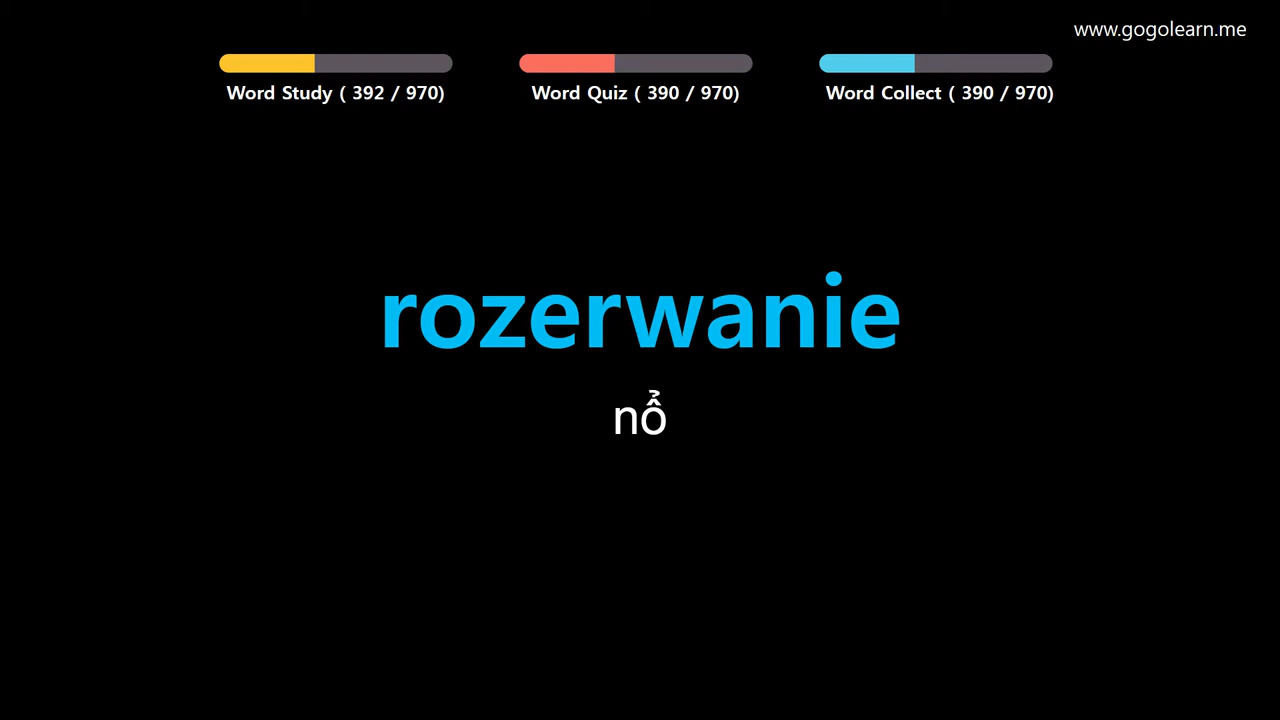 www.gogolearn.me
Word Study ( 392 / 970)
Word Quiz ( 390 / 970)
Word Collect ( 390 / 970)
rozerwanie
nổ